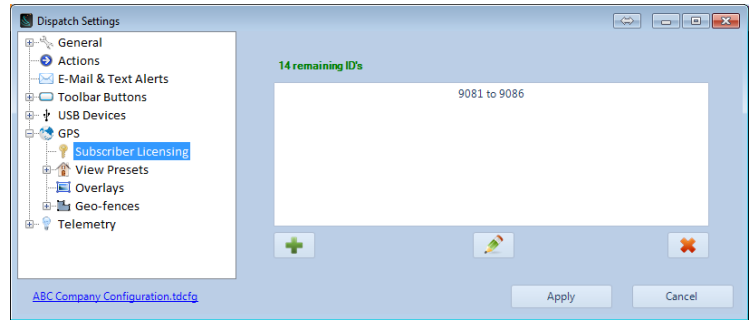 Dispatch Settings
General
Actions
E-Mail & Text Alerts
Toolbar Buttons
USB Devices
GPS
Subscriber Licensing
View Presets
Overlays
Geo-fences
Telemetry
ABC Company Configuration.tdcfg
14 remaining ID's
9081 to 9086
Apply
Cancel